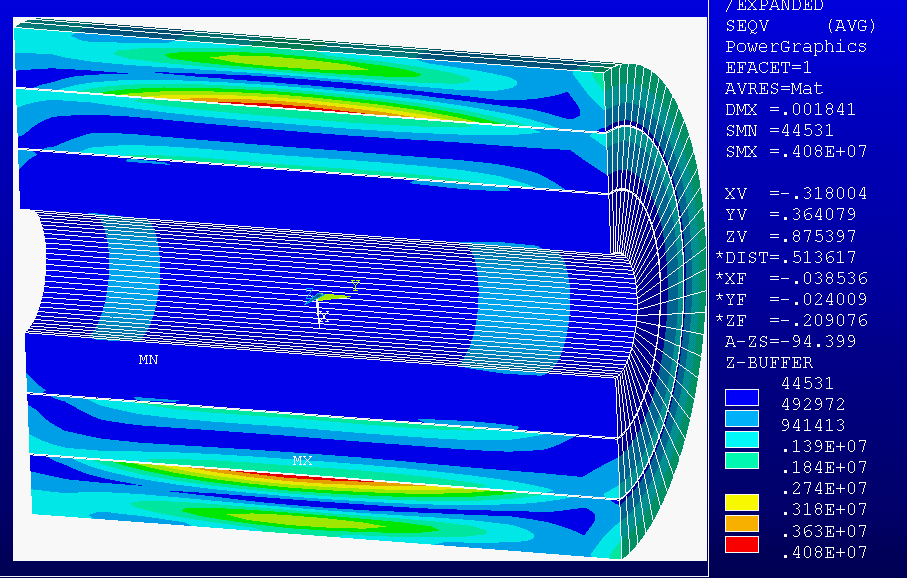 /EXPANDED
SEQV (AVG)
PowerGraphics
EFACET=1
AVRES=Mat
DMX =.001841
SMN =44531
SMX =.408E+07
XV =-.318004
YV =.364079
ZV =.875397
*DIST=.513617
*XF =-.038536
*YF =-.024009
*ZF =-.209076
A-ZS=-94.399
Z-BUFFER
44531
492972
941413
.139E+07
.184E+07
.274E+07
.318E+07
.363E+07
.408E+07
Y
X
MN
MX